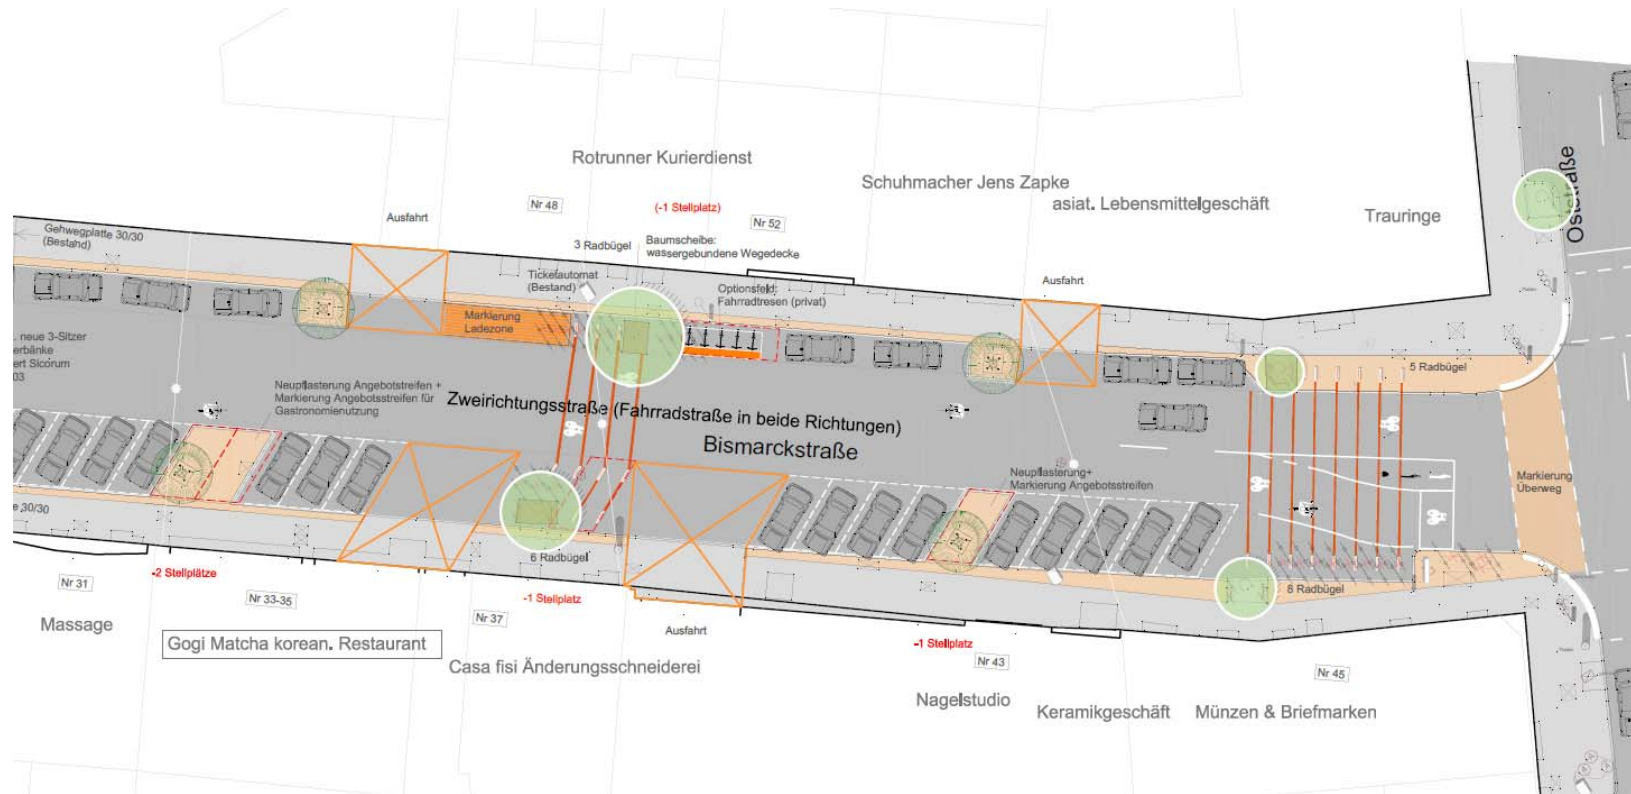 Rotrunner Kurierdienst
Schuhmacher Jens Zapke
asiat. Lebensmittelgeschäft
Trauringe
Oststraße
Nr 48
(-1 Stellplatz)
Nr 52
Ausfahrt
Gehwegplatte 30/30
(Bestand)
3 Radbügel
Baumscheibe:
wassergebundene Wegedecke
Ticketautomat
(Bestand)
Optionsfeld:
Fahrradtresen (privat)
Ausfahrt
Markierung
Ladezone
. neue 3-Sitzer
erbänke
ert Sicorum
03
5 Radbügel
Neupflasterung Angebotstreifen +
Markierung Angebotsstreifen für
Gastronomienutzung
Zweirichtungsstraße (Fahrradstraße in beide Richtungen)
Bismarckstraße
Neupflasterung+
Markierung Angebotsstreifen
Markierung
Überweg
e 30/30
6 Radbügel
8 Radbügel
Nr 31
-2 Stellplätze
Nr 33-35
-1 Stellplatz
Nr 37
Ausfahrt
-1 Stellplatz
Nr 43
Nr 45
Massage
Gogi Matcha korean. Restaurant
Casa fisi Änderungsschneiderei
Nagelstudio
Keramikgeschäft
Münzen & Briefmarken